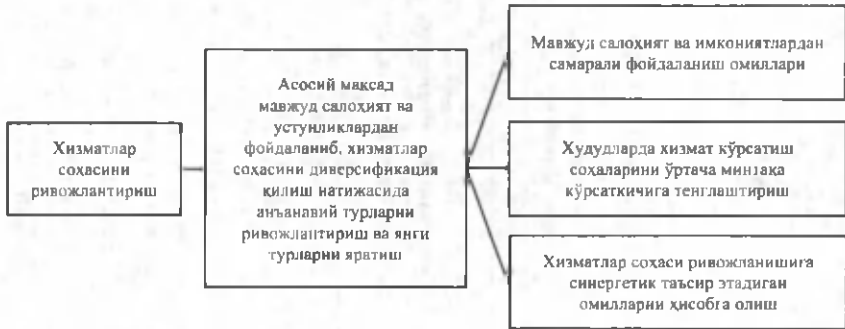 Хизматлар
соҳасини
ривожлантириш
Асосий мақсад
мавжуд салоҳият ва
устунликлардан
фойдаланиб, хизматлар
соҳасини диверсификация
қилиш натижасида
анъанавий турларни
ривожлантириш ва янги
турларни яратиш
Мавжуд салоҳият ва имкониятлардан
самарали фойдаланиш омиллари
Ҳудудларда хизмат кўрсатиш
соҳаларини ўртача минтақа
кўрсаткичига тенглаштириш
Хизматлар соҳаси ривожланишига
синергетик таъсир этадиган
омилларни ҳисобга олиш